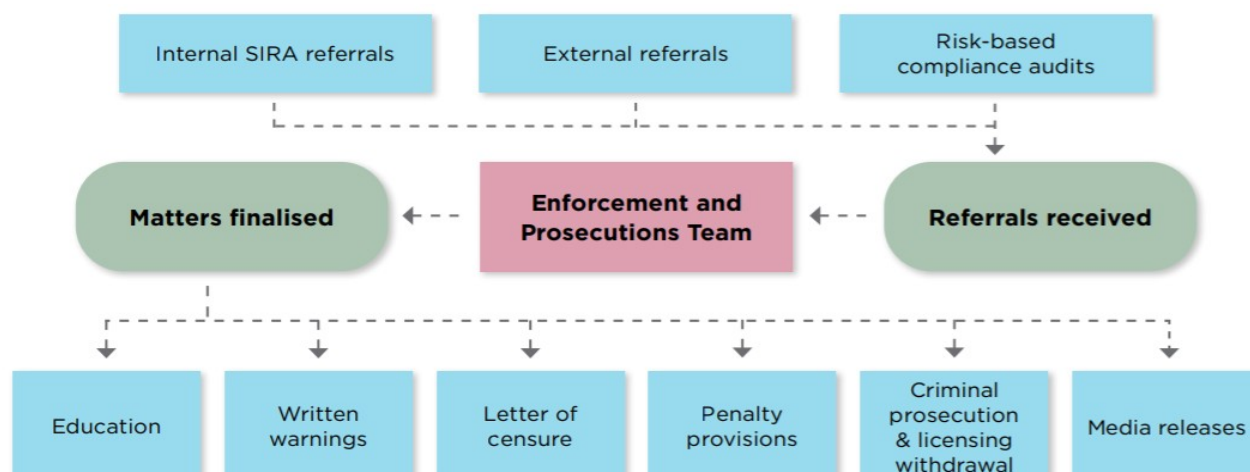 Internal SIRA referrals
External referrals
Risk-based
compliance audits
Matters finalised
Enforcement and
Prosecutions Team
Referrals received
Education
Written
warnings
Letter of
censure
Penalty
provisions
Criminal
prosecution
& licensing
withdrawal
Media releases